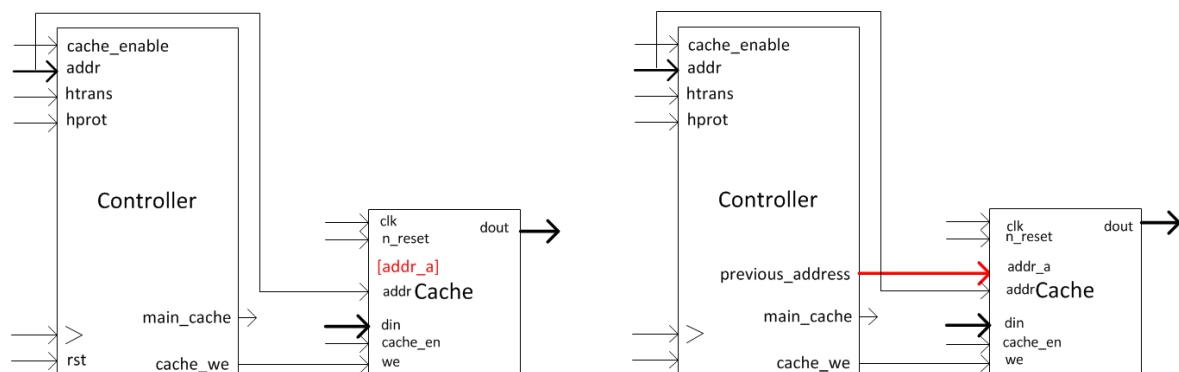 cache_enable
addr
htrans
hprot
Controller
clk
n_reset
dout
[addr_a]
addr Cache
main_cache
din
cache_en
rst
cache_we
we
cache_enable
addr
htrans
hprot
Controller
clk
n_reset
dout
previous_address
addr_a
addr Cache
main_cache
din
cache_en
cache_we
we